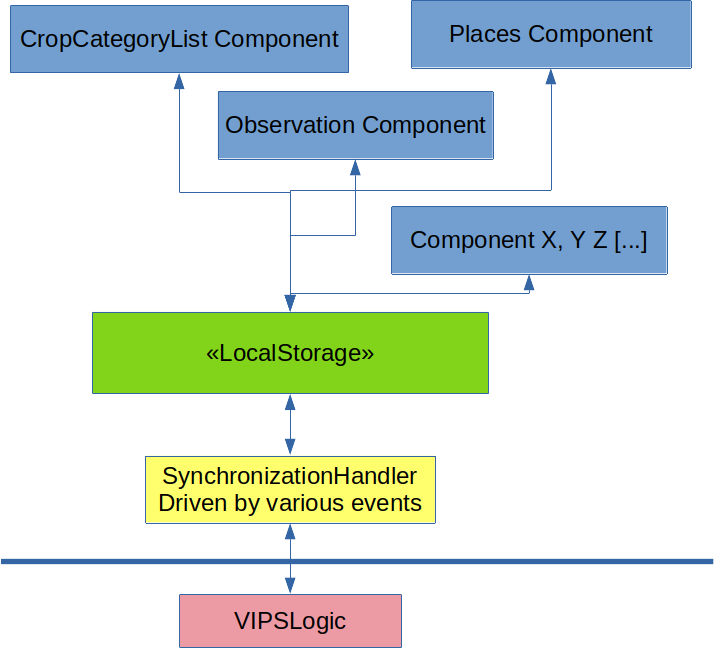 CropCategoryList Component
Places Component
Observation Component
Component X, Y Z [...]
«LocalStorage»
SynchronizationHandler
Driven by various events
VIPSLogic